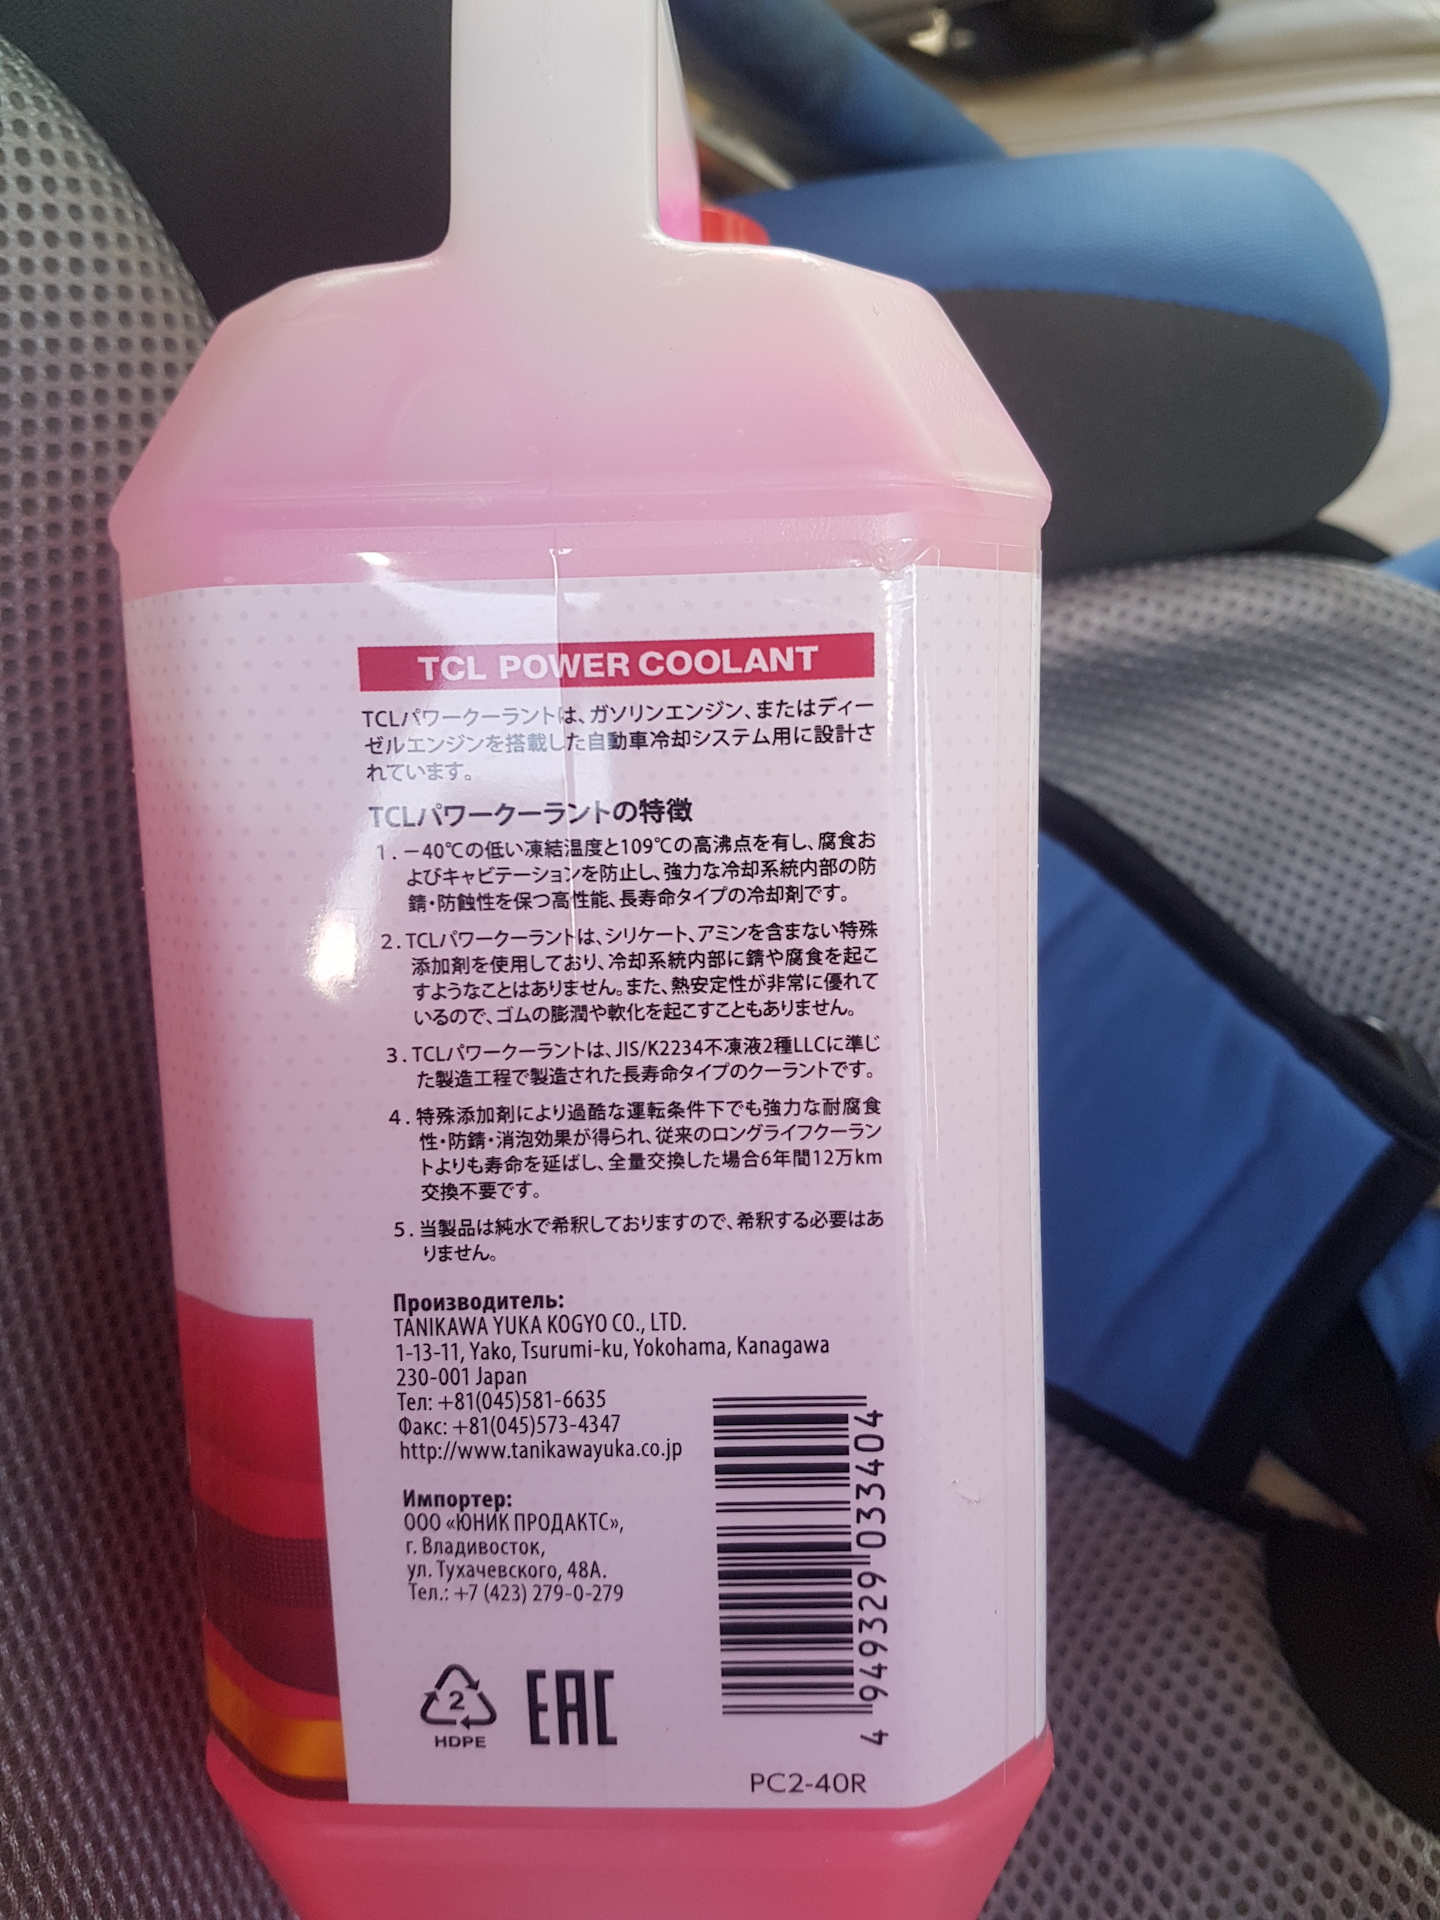 TCL POWER COOLANT
TCLパワークーラントは、ガソリンエンジン、またはディー
ゼルエンジンを搭載した自動車冷却システム用に設計さ
れています。
TCLパワークーラントの特徴
1.－40℃の低い凍結温度と109℃の高沸点を有し、腐食お
よびキャビテーションを防止し、強力な冷却系統内部の防
錆・防蝕性を保つ高性能、長寿命タイプの冷却剤です。
2.TCLパワークーラントは、シリケート、アミンを含まない特殊
添加剤を使用しており、冷却系統内部に錆や腐食を起こ
すようなことはありません。また、熱安定性が非常に優れて
いるので、ゴムの膨潤や軟化を起こすこともありません。
3.TCLパワークーラントは、JIS/K2234不凍液2種LLCに準じ
た製造工程で製造された長寿命タイプのクーラントです。
4.特殊添加剤により過酷な運転条件下でも強力な耐腐食
性・防錆・消泡効果が得られ、従来のロングライフクーラン
トよりも寿命を延ばし、全量交換した場合6年間12万km
交換不要です。
5.当製品は純水で希釈しておりますので、希釈する必要はあ
りません。
Производитель:
TANIKAWA YUKA KOGYO CO., LTD.
1-13-11, Yako, Tsurumi-ku, Yokohama, Kanagawa
230-001 Japan
Тел: +81(045)581-6635
Факс: +81(045)573-4347
http://www.tanikawayuka.co.jp
Импортер:
ООО «ЮНИК ПРОДАКТС»,
г. Владивосток,
ул. Тухачевского, 48А.
Тел.: +7 (423) 279-0-279
4 949329 033404
2
HDPE
EAC
PC2-40R